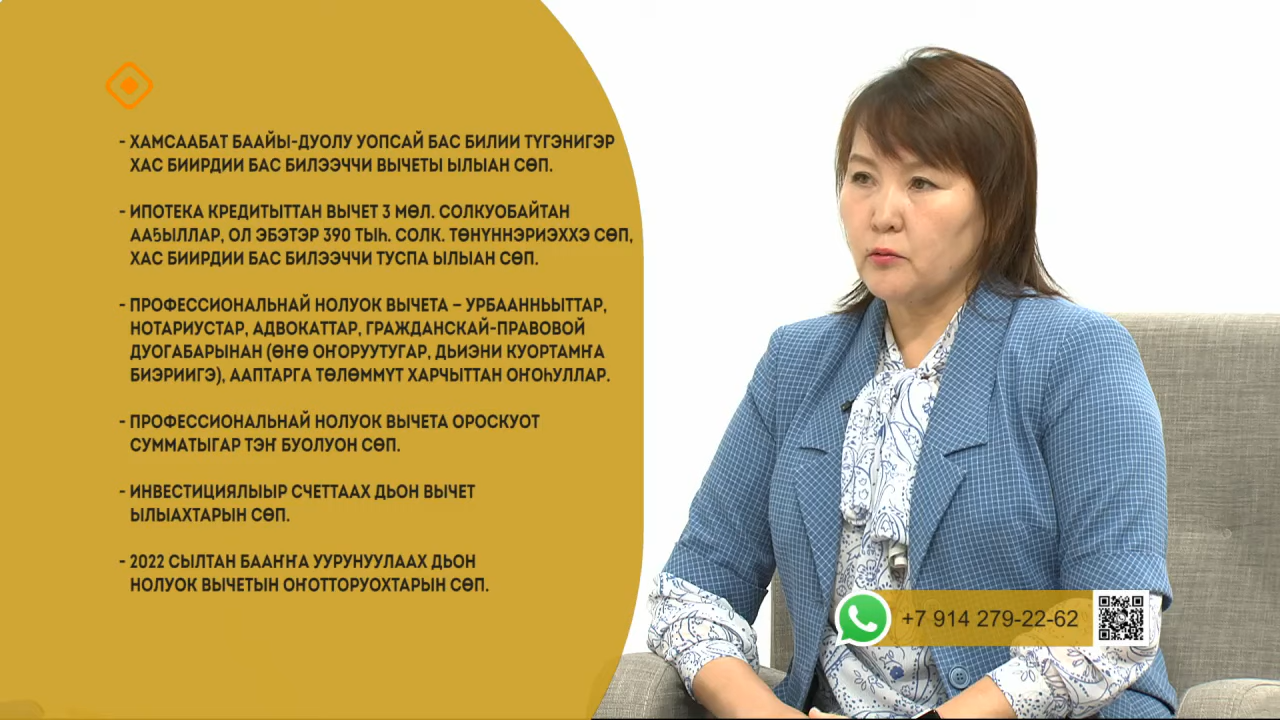 - ХАМСААБАТ БААЙЫ-ДУОЛУ УОПСАЙ БАС БИЛИИ ТҮГЭНИГЭР
ХАС БИИРДИИ БАС БИЛЭЭЧЧИ ВЫЧЕТЫ ЫЛЫАН СӨП.
- ИПОТЕКА КРЕДИТЫТТАН ВЫЧЕТ 3 МӨЛ. СОЛКУОБАЙТАН
ААҔЫЛЛАР, ОЛ ЭБЭТЭР 390 ТЫҺ. СОЛК. ТӨНҮННЭРИЭХХЭ СӨП,
ХАС БИИРДИИ БАС БИЛЭЭЧЧИ ТУСПА ЫЛЫАН СӨП.
- ПРОФЕССИОНАЛЬНАЙ НОЛУОК ВЫЧЕТА – УРБААННЬЫТТАР,
НОТАРИУСТАР, АДВОКАТТАР, ГРАЖДАНСКАЙ-ПРАВОВОЙ
ДУОГАБАРЫНАН (ӨҤӨ ОҤОРУУТУГАР, ДЬИЭНИ КУОРТАМҤА
БИЭРИИГЭ), ААПТАРГА ТӨЛӨММҮТ ХАРЧЫТТАН ОҤОҺУЛЛАР.
- ПРОФЕССИОНАЛЬНАЙ НОЛУОК ВЫЧЕТА ОРОСКУОТ
СУММАТЫГАР ТЭҤ БУОЛУОН СӨП.
- ИНВЕСТИЦИЯЛЫЫР СЧЕТТААХ ДЬОН ВЫЧЕТ
ЫЛЫАХТАРЫН СӨП.
- 2022 СЫЛТАН БААҤҤА УУРУНУУЛААХ ДЬОН
НОЛУОК ВЫЧЕТЫН ОҤОТТОРУОХТАРЫН СӨП.
+7 914 279-22-62